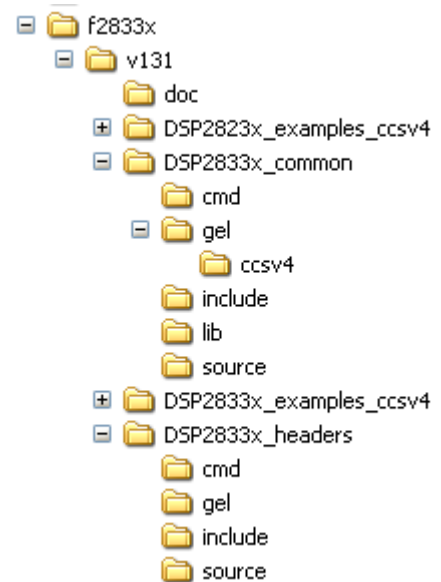 f2833x
v131
doc
DSP2823x_examples_ccsv4
DSP2833x_common
cmd
gel
ccsv4
include
lib
source
DSP2833x_examples_ccsv4
DSP2833x_headers
cmd
gel
include
source